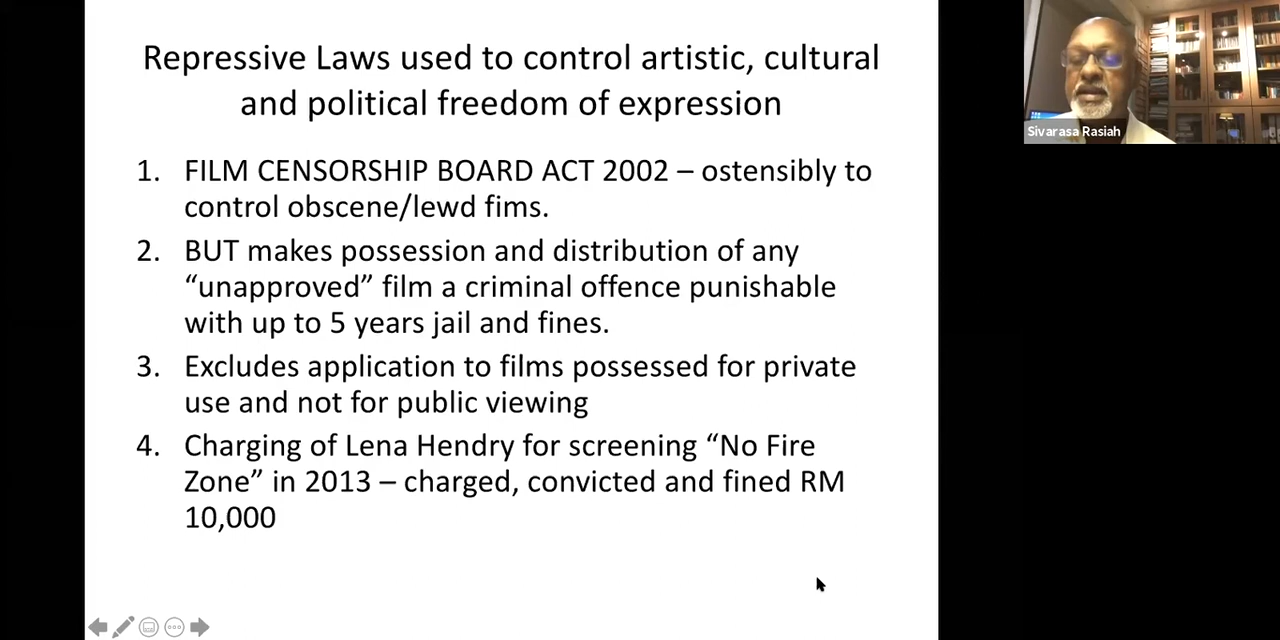 Repressive Laws used to control artistic, cultural
and political freedom of expression
1. FILM CENSORSHIP BOARD ACT 2002 – ostensibly to
control obscene/lewd fims.
2. BUT makes possession and distribution of any
“unapproved” film a criminal offence punishable
with up to 5 years jail and fines.
3. Excludes application to films possessed for private
use and not for public viewing
4. Charging of Lena Hendry for screening “No Fire
Zone” in 2013 – charged, convicted and fined RM
10,000
Sivarasa Rasiah